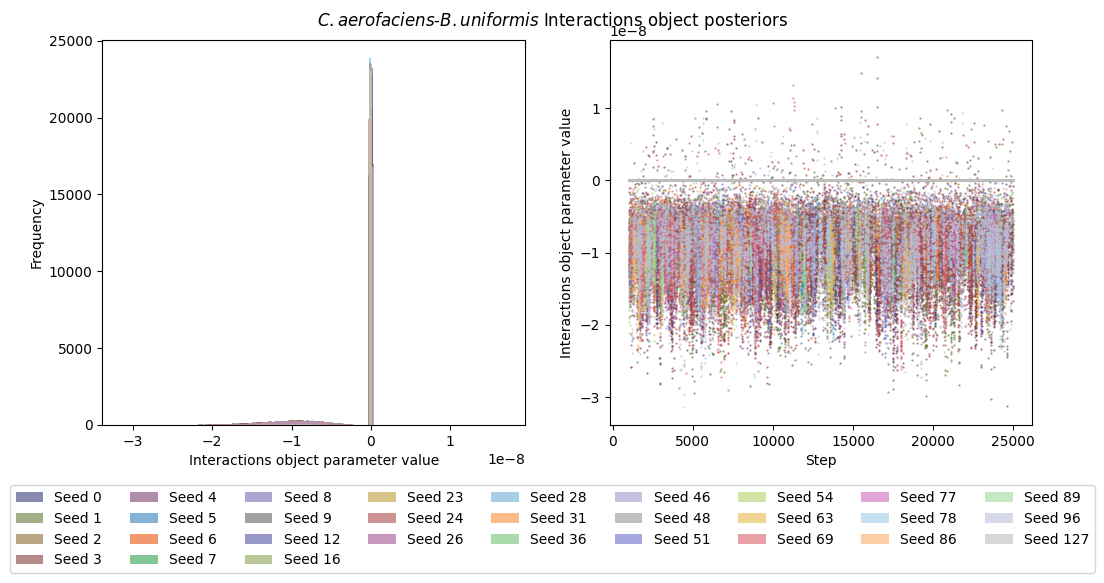 C. aerofaciens-B. uniformis Interactions object posteriors
25000
20000
15000
10000
5000
0
Frequency
−3
−2
−1
0
1
1e−8
Interactions object parameter value
1e−8
1
0
−1
−2
−3
Interactions object parameter value
0
5000
10000
15000
20000
25000
Step
Seed 0 Seed 4 Seed 8 Seed 23 Seed 28 Seed 46 Seed 54 Seed 77 Seed 89
Seed 1 Seed 5 Seed 9 Seed 24 Seed 31 Seed 48 Seed 63 Seed 78 Seed 96
Seed 2 Seed 6 Seed 12 Seed 26 Seed 36 Seed 51 Seed 69 Seed 86 Seed 127
Seed 3 Seed 7 Seed 16